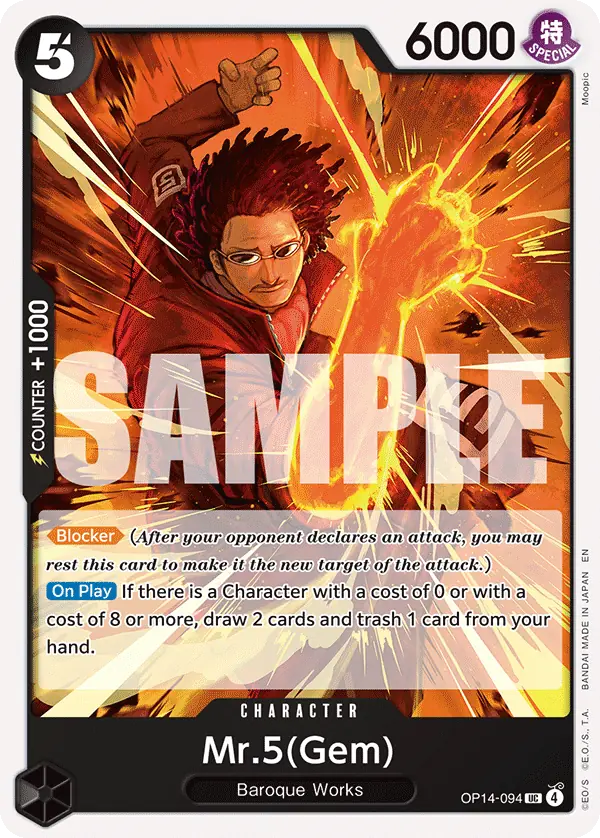 5
6000
特
SPECIAL
Moopic
COUNTER +1000
5
SAMPLE
Blocker (After your opponent declares an attack, you may
rest this card to make it the new target of the attack.)
On Play If there is a Character with a cost of 0 or with a
cost of 8 or more, draw 2 cards and trash 1 card from your
hand.
CHARACTER
Mr.5(Gem)
Baroque Works
OP14-094 UC 4
©EO/S ©E.O./S., T.A. BANDAI MADE IN JAPAN EN